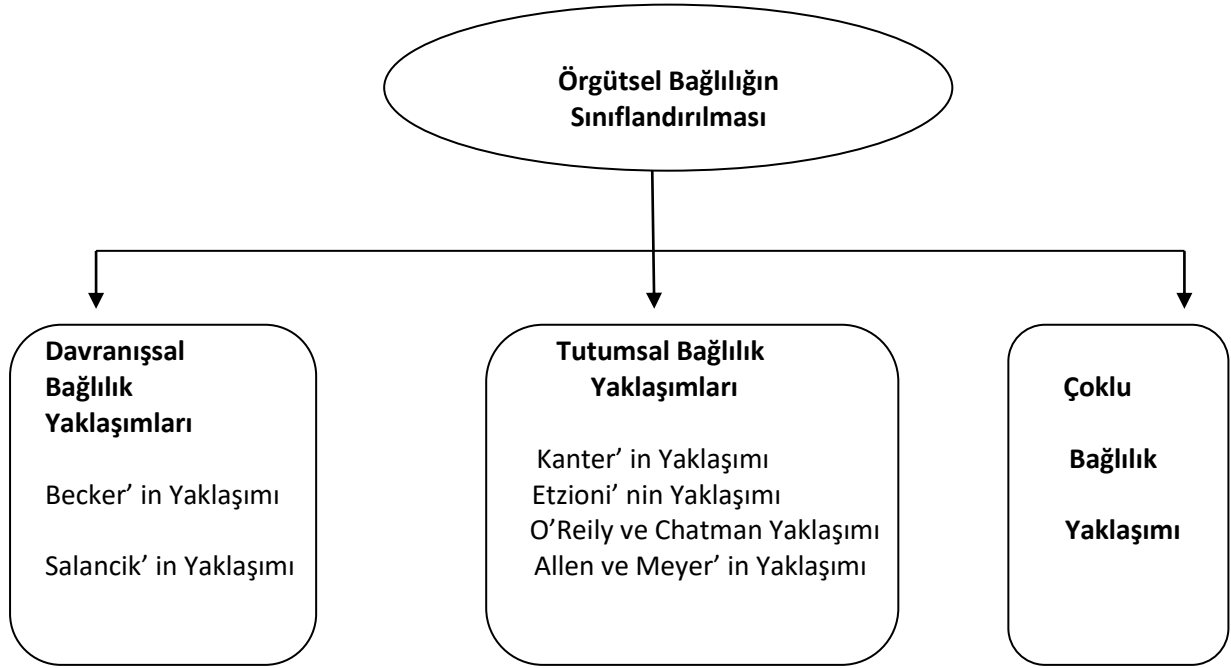 Örgütsel Bağlılığın
Sınıflandırılması
Davranışsal
Bağlılık
Yaklaşımları
Becker’ in Yaklaşımı
Salancik’ in Yaklaşımı
Tutumsal Bağlılık
Yaklaşımları
Kanter’ in Yaklaşımı
Etzioni’ nin Yaklaşımı
O’Reily ve Chatman Yaklaşımı
Allen ve Meyer’ in Yaklaşımı
Çoklu
Bağlılık
Yaklaşımı